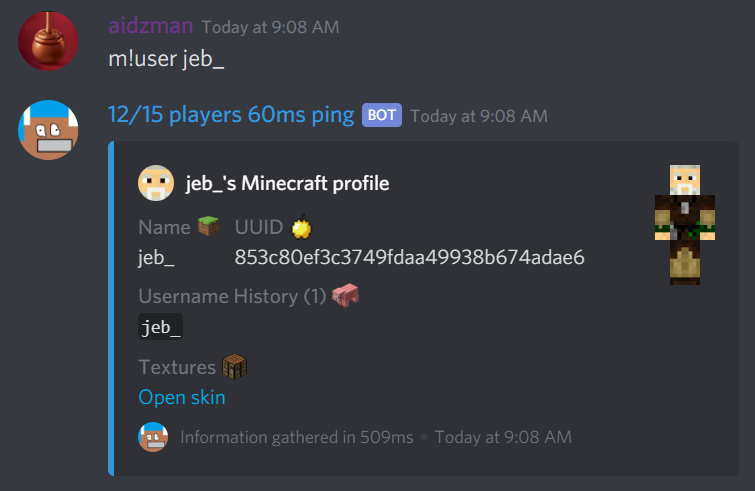 aidzman Today at 9:08 AM
m!user jeb_
12/15 players 60ms ping BOT Today at 9:08 AM
jeb_'s Minecraft profile
Name UUID
jeb_ 853c80ef3c3749fdaa49938b674adae6
Username History (1)
jeb_
Textures
Open skin
Information gathered in 509ms • Today at 9:08 AM